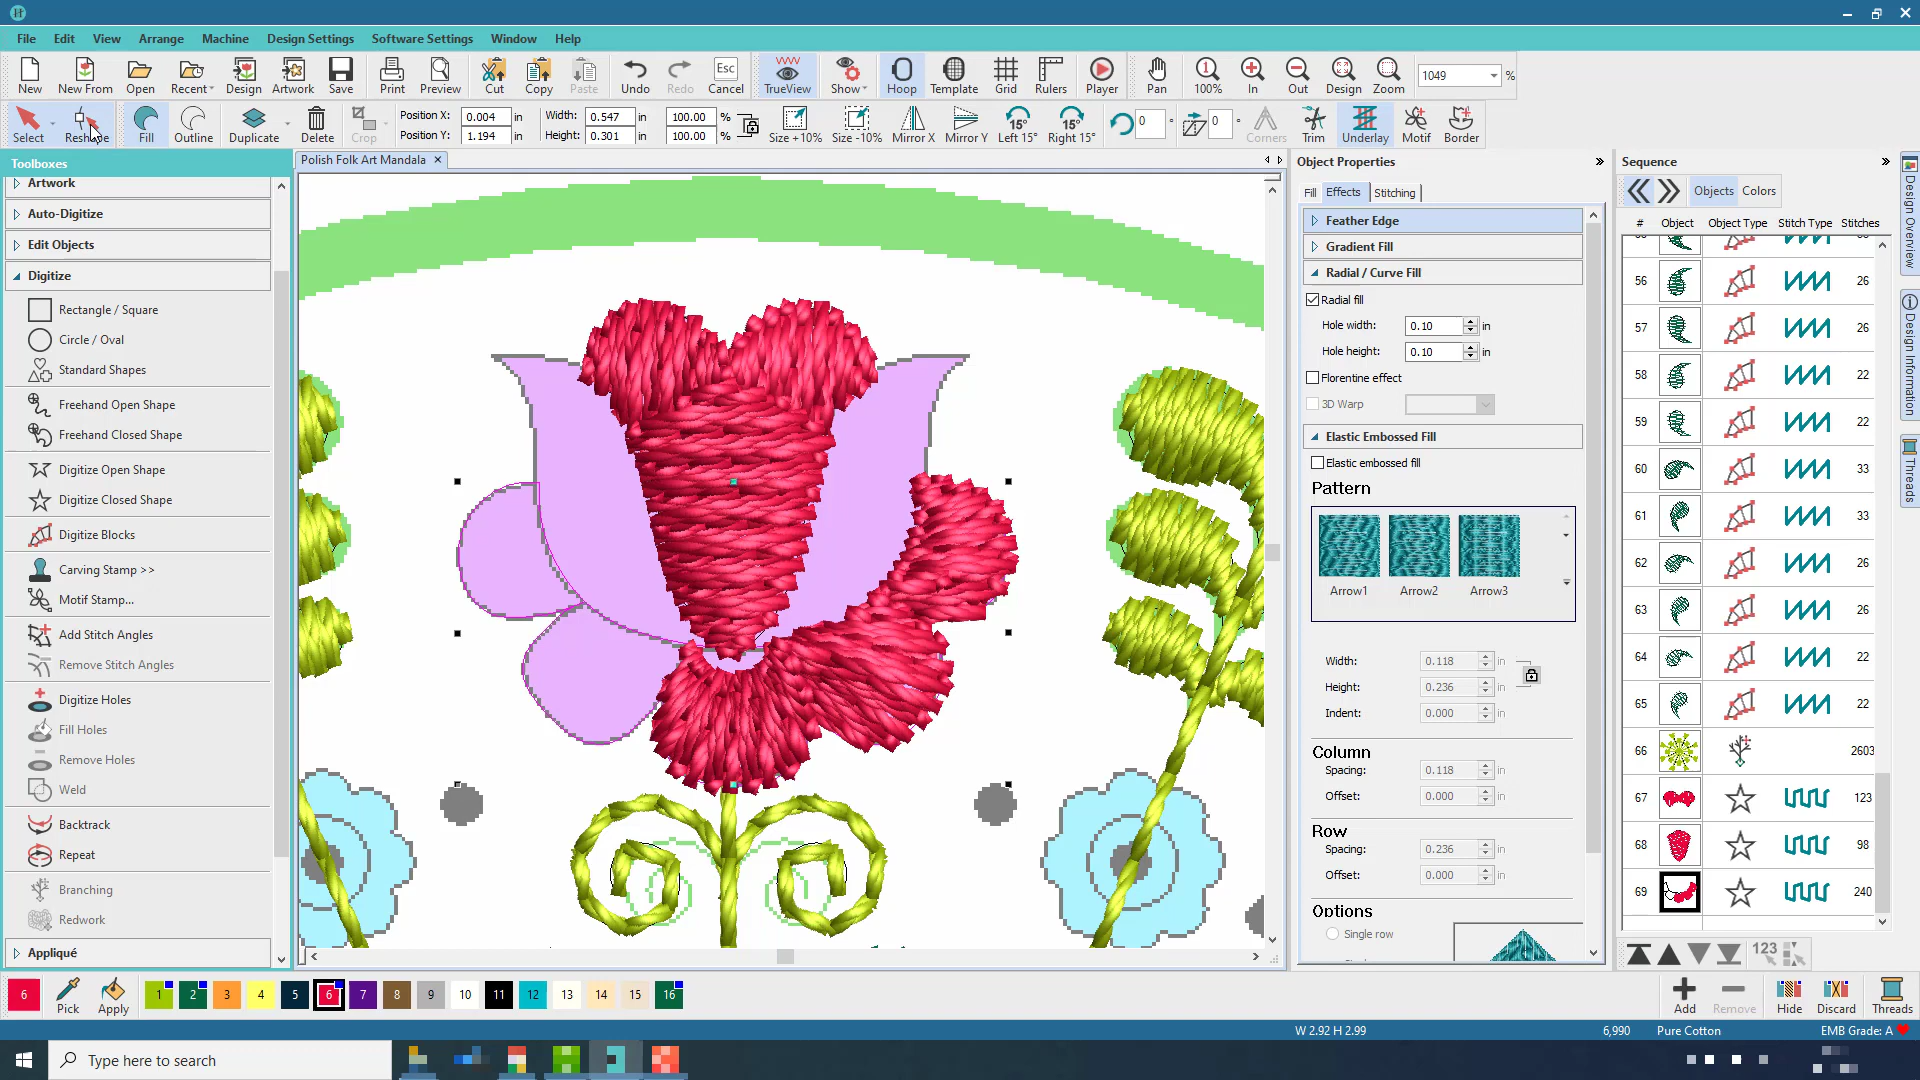 File Edit View Arrange Machine Design Settings Software Settings Window Help
New New From Open Recent Design Artwork Save Print Preview Cut Copy Paste Undo Redo Esc Cancel TrueView Show Hoop Template Grid Rulers Player Pan 1 100% In Out Design Zoom 1049 %
Select Reshape Fill Outline Duplicate Delete Crop Position X: 0.004 in Width: 0.547 in 100.00 % Size +10% Size -10% Mirror X Mirror Y 15° Left 15° 15° Right 15° 0 ° 0 ° Corners Trim Underlay Motif Border
Position Y: 1.194 in Height: 0.301 in 100.00 %
Toolboxes
Artwork
Auto-Digitize
Edit Objects
Digitize
Rectangle / Square
Circle / Oval
Standard Shapes
Freehand Open Shape
Freehand Closed Shape
Digitize Open Shape
Digitize Closed Shape
Digitize Blocks
Carving Stamp >>
Motif Stamp...
Add Stitch Angles
Remove Stitch Angles
Digitize Holes
Fill Holes
Remove Holes
Weld
Backtrack
Repeat
Branching
Redwork
Appliqué
Polish Folk Art Mandala
Object Properties
Fill Effects Stitching
Feather Edge
Gradient Fill
Radial / Curve Fill
Radial fill
Hole width: 0.10 in
Hole height: 0.10 in
Florentine effect
3D Warp
Elastic Embossed Fill
Elastic embossed fill
Pattern
Arrow1 Arrow2 Arrow3
Width: 0.118 in
Height: 0.236 in
Indent: 0.000 in
Column
Spacing: 0.118 in
Offset: 0.000 in
Row
Spacing: 0.236 in
Offset: 0.000 in
Options
Single row
Sequence
Objects Colors
# Object Object Type Stitch Type Stitches
56 26
57 26
58 22
59 22
60 33
61 33
62 26
63 26
64 22
65 22
66 2603
67 123
68 98
69 240
123
Design Overview
Design Information
Threads
6 Pick Apply 1 2 3 4 5 6 7 8 9 10 11 12 13 14 15 16 Add Remove Hide Discard Threads
W 2.92 H 2.99 6,990 Pure Cotton EMB Grade: A
Type here to search